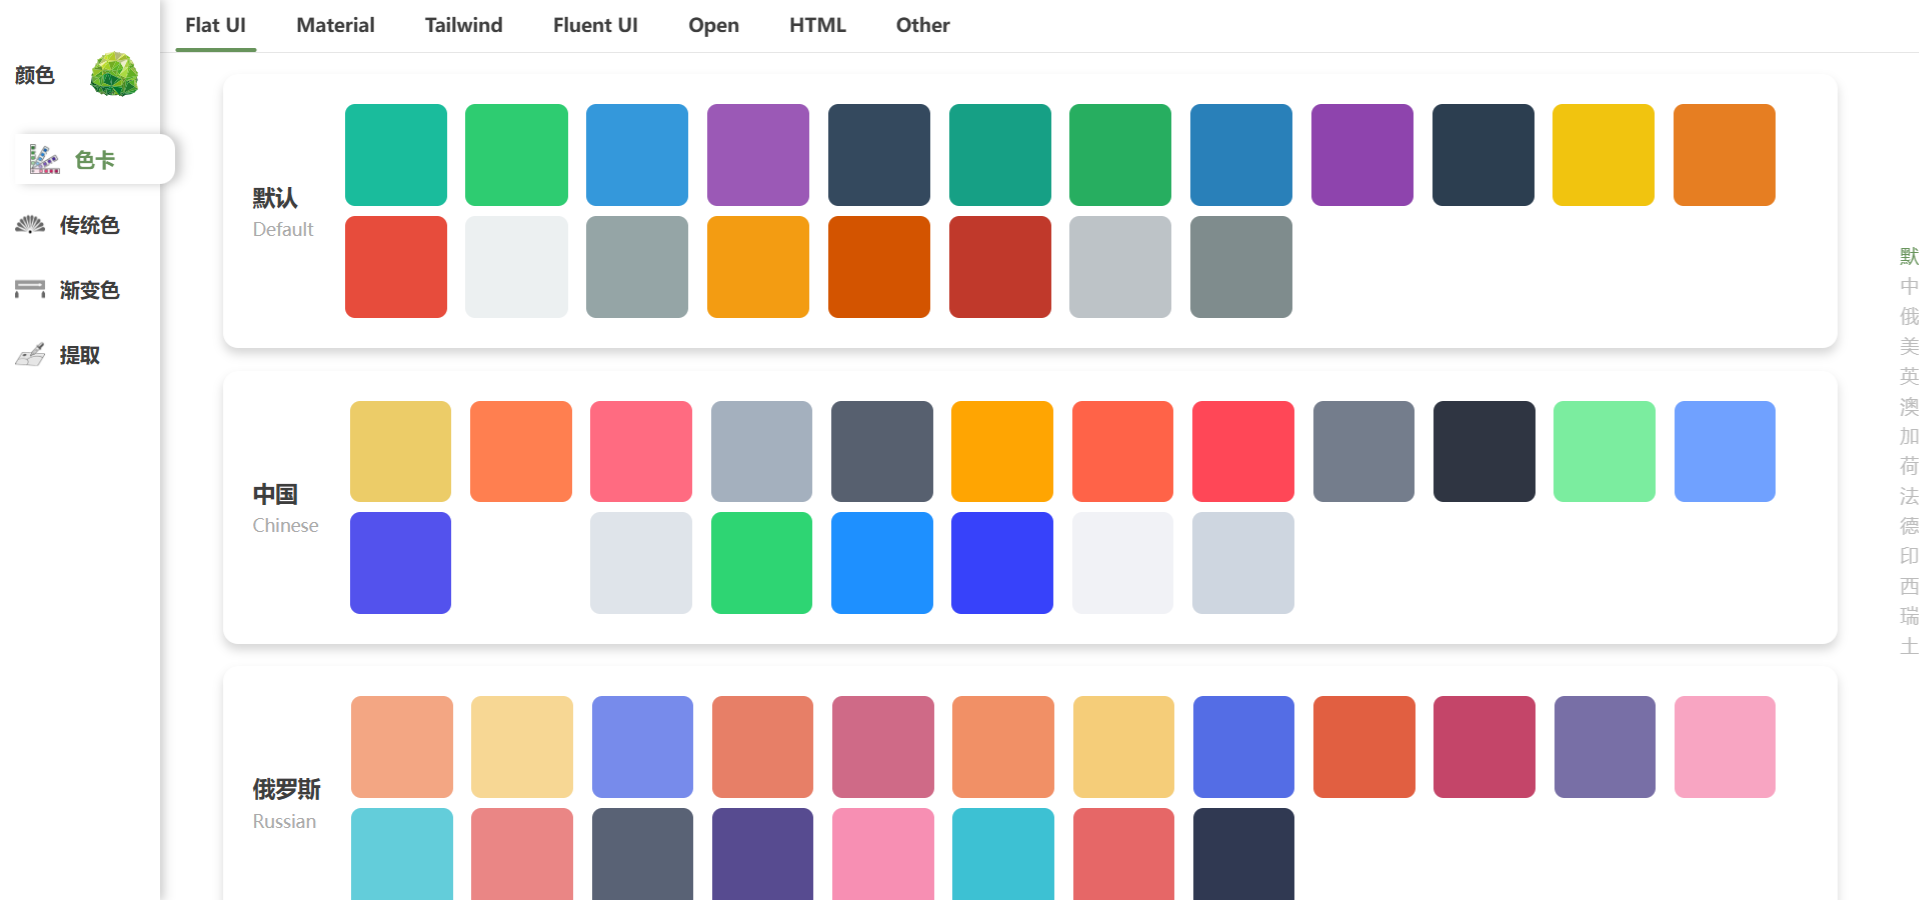 颜色
色卡
传统色
渐变色
提取
Flat UI
Material
Tailwind
Fluent UI
Open
HTML
Other
默认
Default
中国
Chinese
俄罗斯
Russian
默
中
俄
美
英
澳
加
荷
法
德
印
西
瑞
土